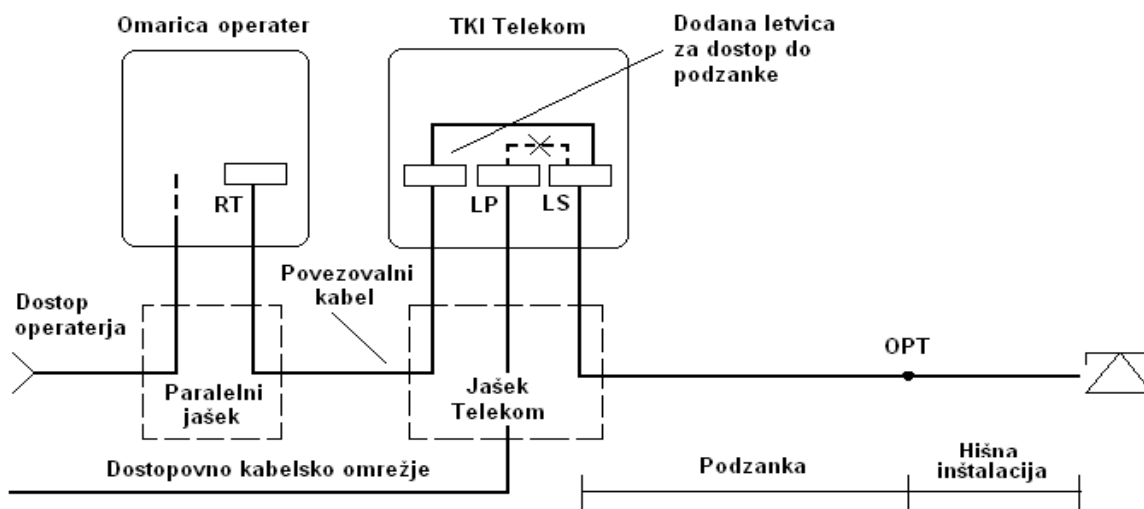 Omarica operater
TKI Telekom
Dodana letvica
za dostop do
podzanke
RT
LP
LS
Povezovalni
kabel
Dostop
operaterja
OPT
Paralelni
jašek
Jašek
Telekom
Dostopovno kabelsko omrežje
Podzanka
Hišna
inštalacija